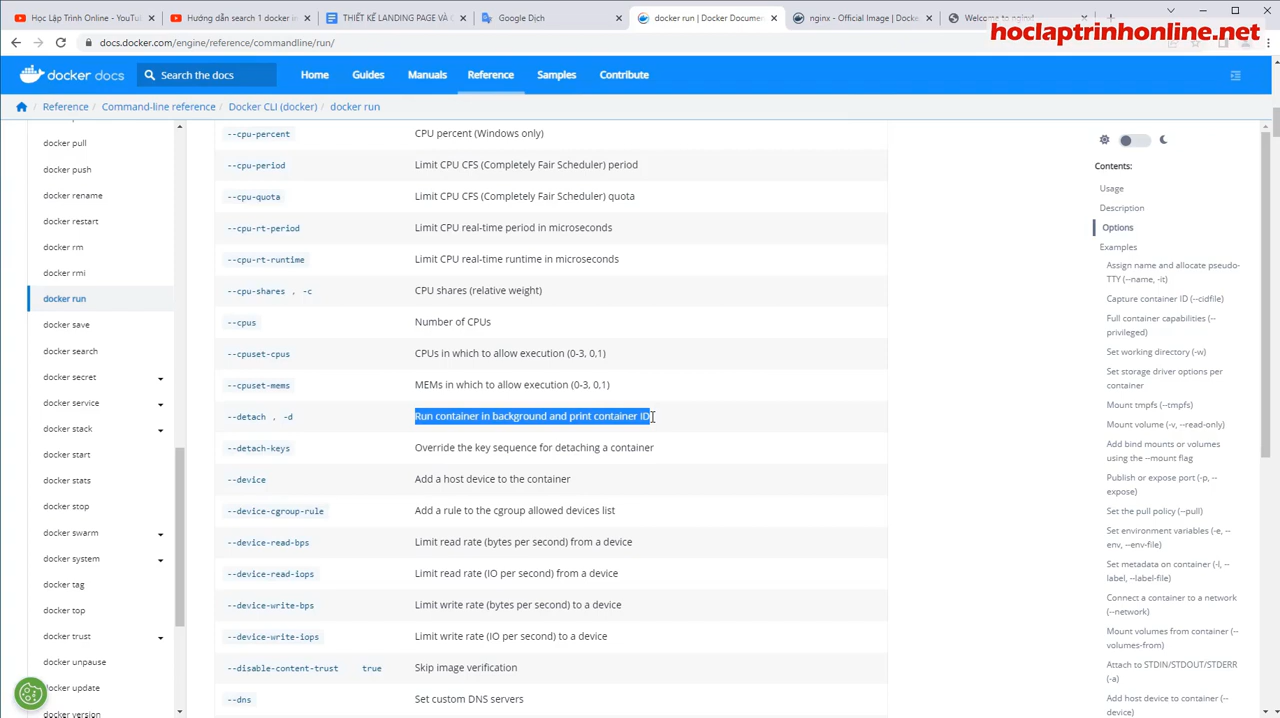 Học Lập Trình Online - YouTu
Hướng dẫn search 1 docker i
THIẾT KẾ LANDING PAGE VÀ C
Google Dịch
docker run | Docker Documen
nginx - Official Image | Docke
Welcome to nginx!
hoclaptrinhonline.net
docs.docker.com/engine/reference/commandline/run/
docker docs
Search the docs
Home
Guides
Manuals
Reference
Samples
Contribute
Reference / Command-line reference / Docker CLI (docker) / docker run
docker pull
docker push
docker rename
docker restart
docker rm
docker rmi
docker run
docker save
docker search
docker secret
docker service
docker stack
docker start
docker stats
docker stop
docker swarm
docker system
docker tag
docker top
docker trust
docker unpause
docker update
docker version
--cpu-percent CPU percent (Windows only)
--cpu-period Limit CPU CFS (Completely Fair Scheduler) period
--cpu-quota Limit CPU CFS (Completely Fair Scheduler) quota
--cpu-rt-period Limit CPU real-time period in microseconds
--cpu-rt-runtime Limit CPU real-time runtime in microseconds
--cpu-shares , -c CPU shares (relative weight)
--cpus Number of CPUs
--cpuset-cpus CPUs in which to allow execution (0-3, 0,1)
--cpuset-mems MEMs in which to allow execution (0-3, 0,1)
--detach , -d Run container in background and print container ID
--detach-keys Override the key sequence for detaching a container
--device Add a host device to the container
--device-cgroup-rule Add a rule to the cgroup allowed devices list
--device-read-bps Limit read rate (bytes per second) from a device
--device-read-iops Limit read rate (IO per second) from a device
--device-write-bps Limit write rate (bytes per second) to a device
--device-write-iops Limit write rate (IO per second) to a device
--disable-content-trust true Skip image verification
--dns Set custom DNS servers
Contents:
Usage
Description
Options
Examples
Assign name and allocate pseudo-
TTY (--name, -it)
Capture container ID (--cidfile)
Full container capabilities (--
privileged)
Set working directory (-w)
Set storage driver options per
container
Mount tmpfs (--tmpfs)
Mount volume (-v, --read-only)
Add bind mounts or volumes
using the --mount flag
Publish or expose port (-p, --
expose)
Set the pull policy (--pull)
Set environment variables (-e, --
env, --env-file)
Set metadata on container (-l, --
label, --label-file)
Connect a container to a network
(--network)
Mount volumes from container (--
volumes-from)
Attach to STDIN/STDOUT/STDERR
(-a)
Add host device to container (--
device)